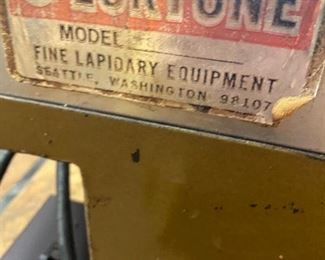 LORTONE
MODEL
FINE LAPIDARY EQUIPMENT
SEATTLE, WASHINGTON 98107